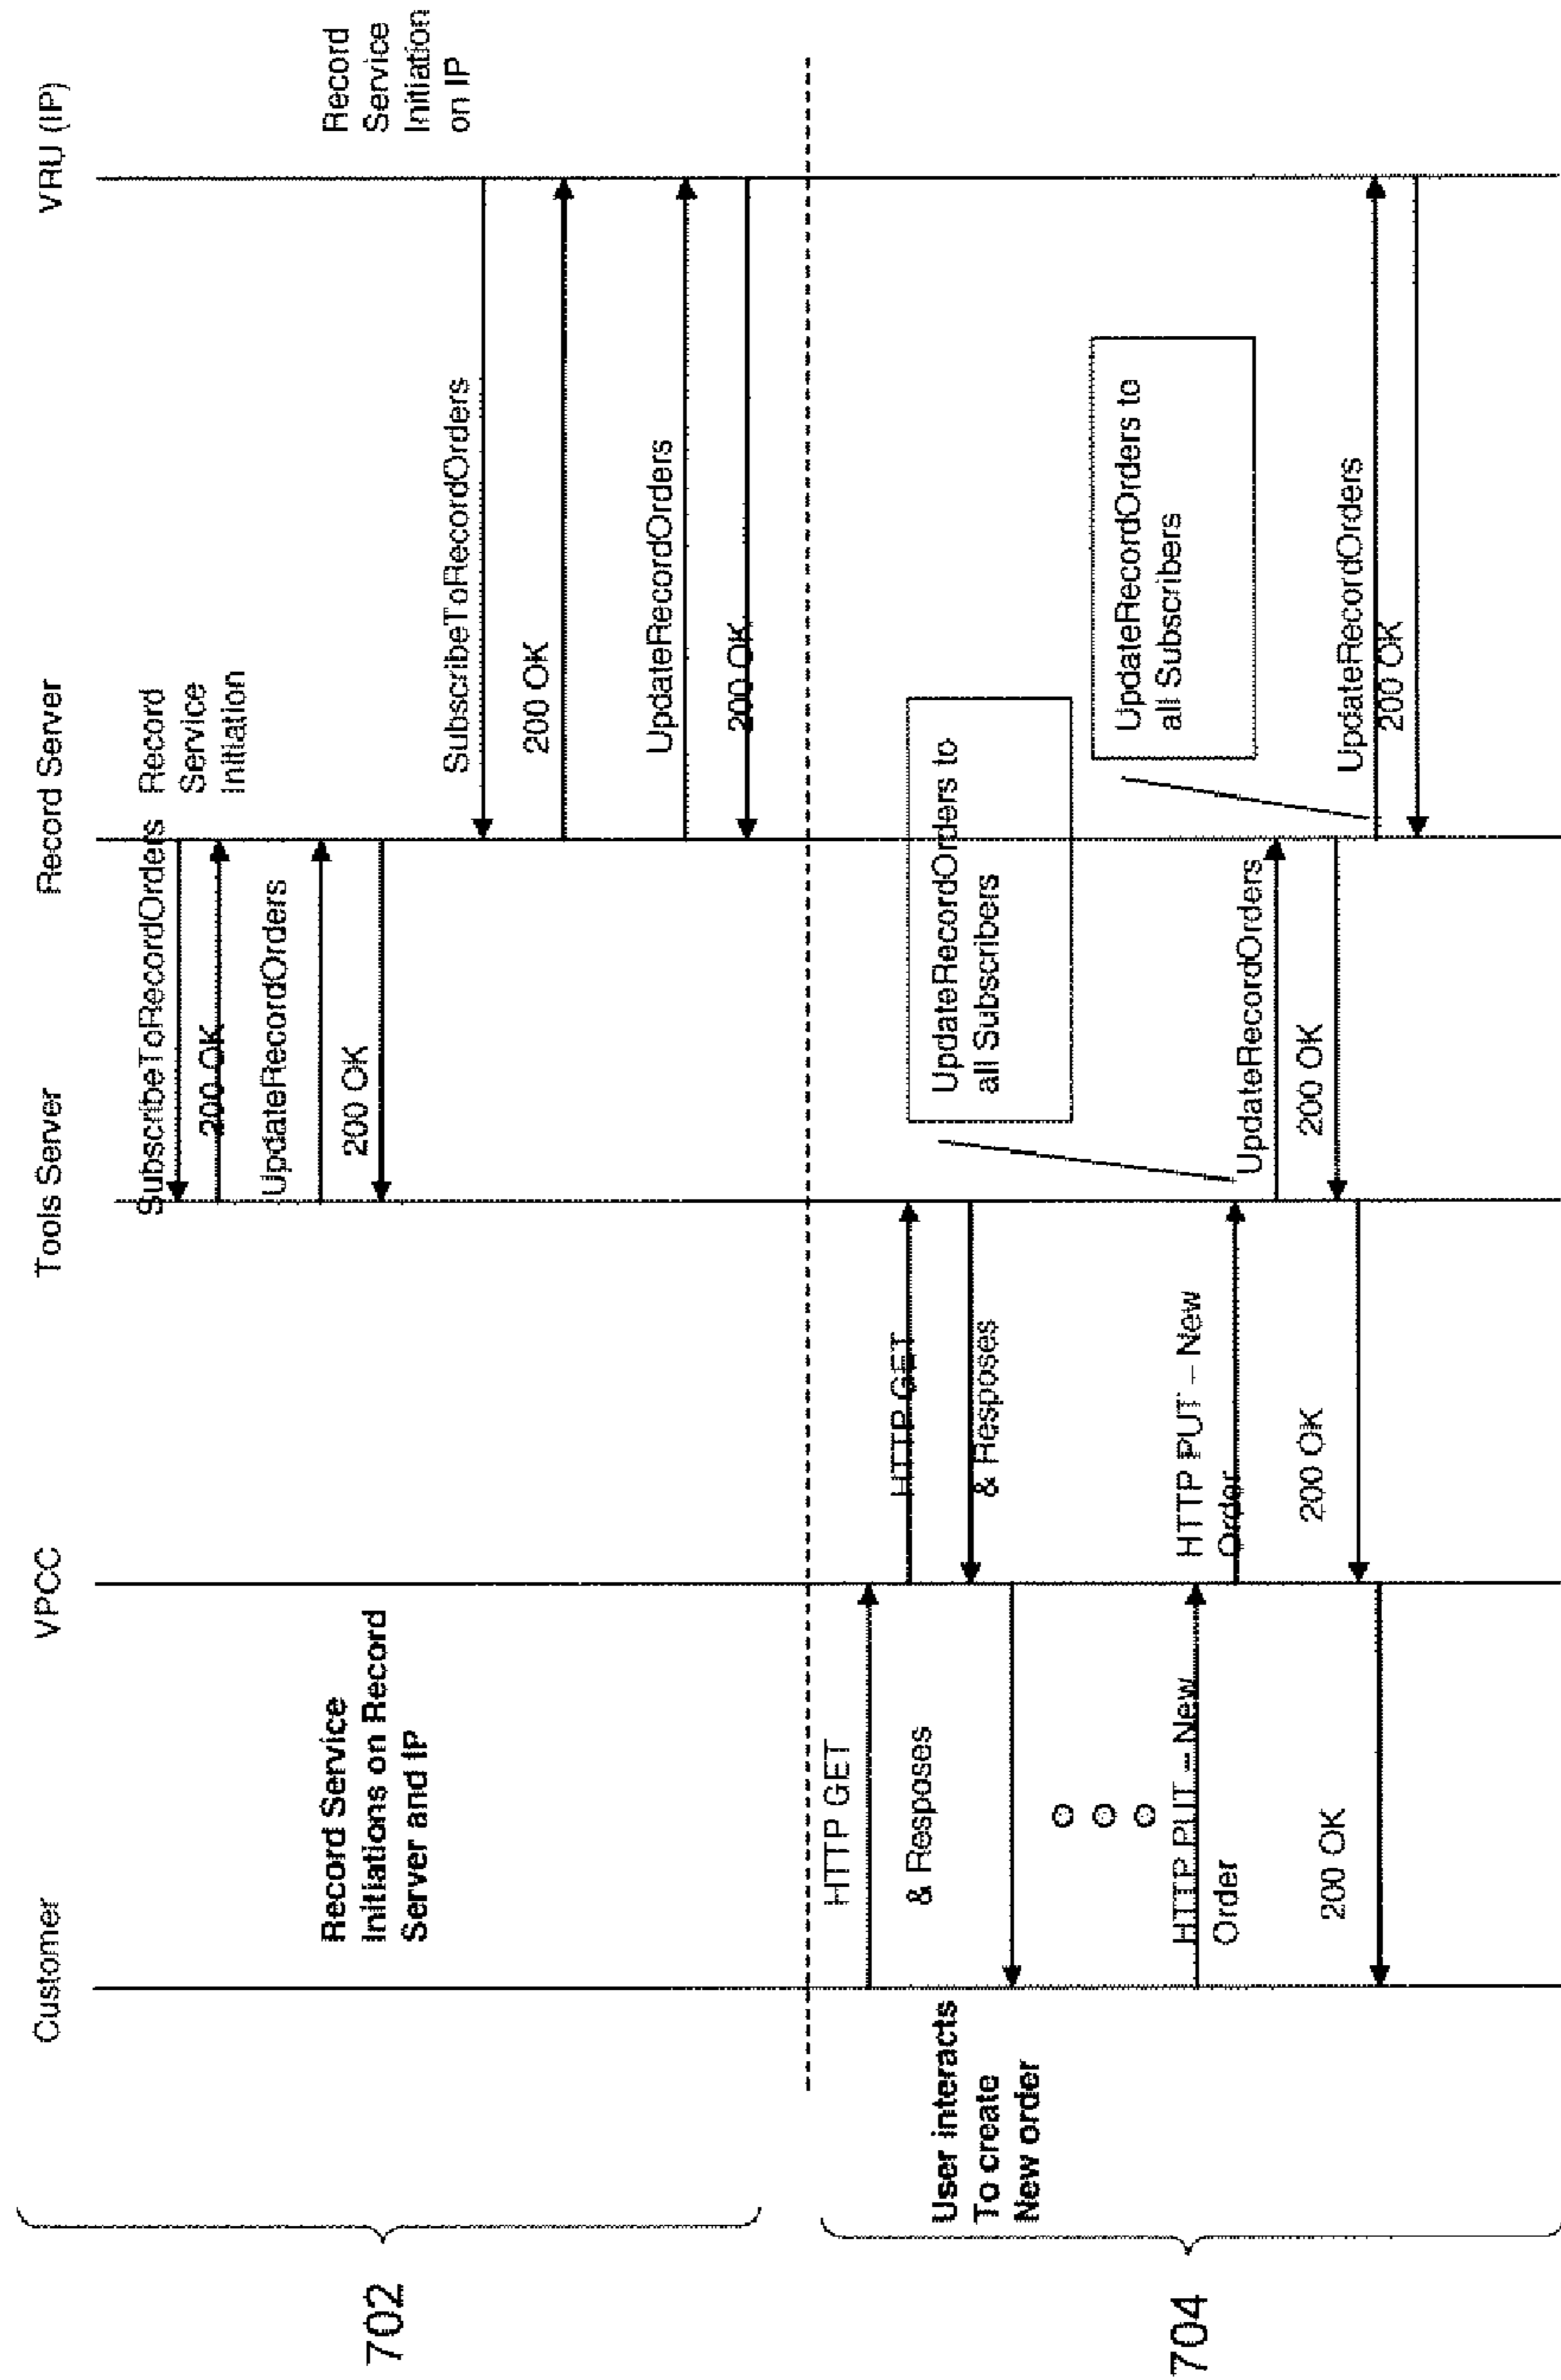 Customer
VPCC
Tools Server
Record Server
VRU (IP)
702
Record Service
Initiations on Record
Server and IP
SubscribeToRecordOrders
Record
Service
Initiation
200 OK
UpdateRecordOrders
200 OK
Record
Service
Initiation
on IP
SubscribeToRecordOrders
200 OK
UpdateRecordOrders
200 OK
704
User interacts
To create
New order
HTTP GET
& Resposes
HTTP GET
& Resposes
UpdateRecordOrders to
all Subscribers
UpdateRecordOrders to
all Subscribers
HTTP PUT – New
Order
HTTP PUT – New
Order
UpdateRecordOrders
200 OK
UpdateRecordOrders
200 OK
200 OK
200 OK